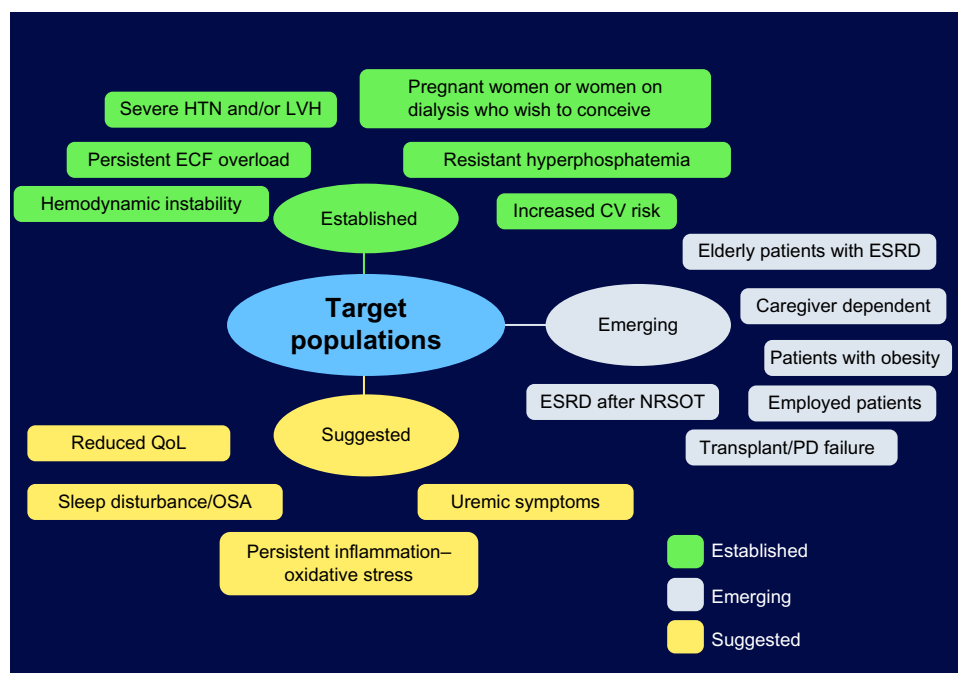 Pregnant women or women on
dialysis who wish to conceive
Severe HTN and/or LVH
Persistent ECF overload
Resistant hyperphosphatemia
Hemodynamic instability
Established
Increased CV risk
Elderly patients with ESRD
Target
populations
Emerging
Caregiver dependent
Patients with obesity
ESRD after NRSOT
Employed patients
Transplant/PD failure
Suggested
Reduced QoL
Sleep disturbance/OSA
Uremic symptoms
Persistent inflammation–
oxidative stress
Established
Emerging
Suggested